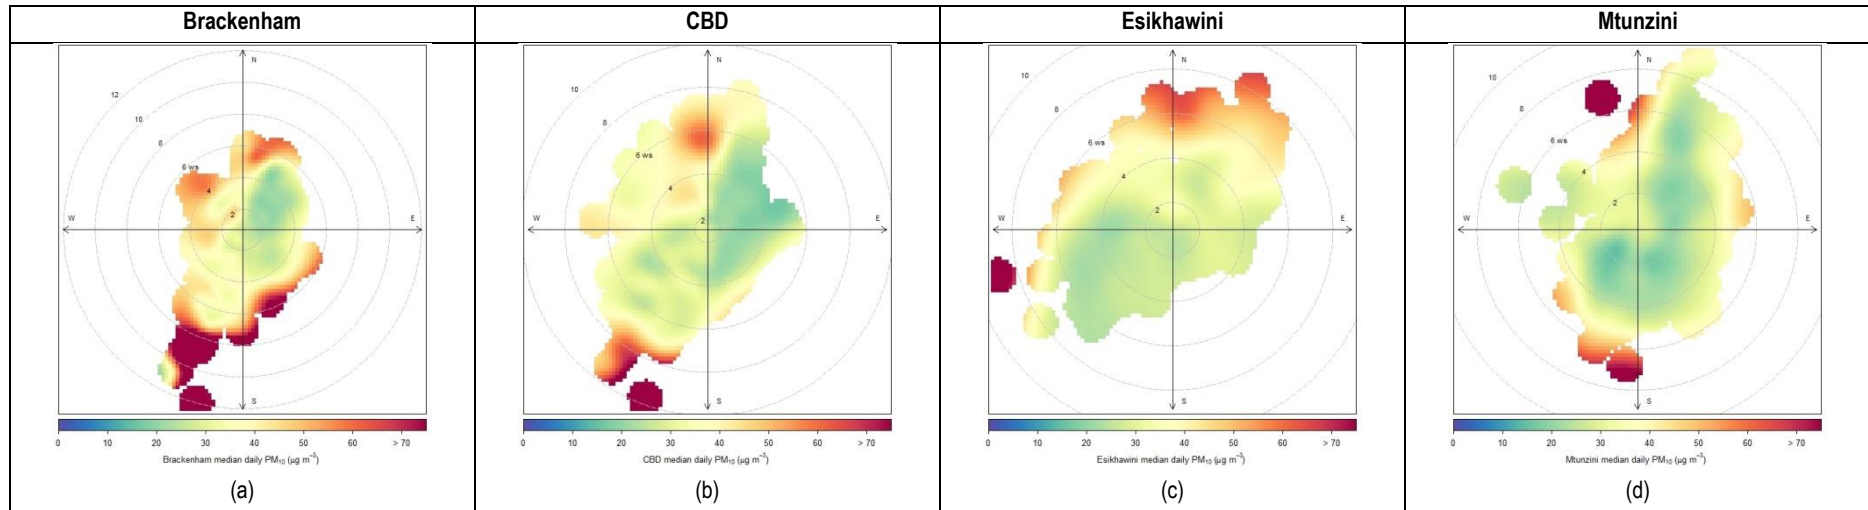 Brackenham
CBD
Esikhawini
Mtunzini
N
12
10
8
6 ws
4
2
W
E
S
0 10 20 30 40 50 60 > 70
Brackenham median daily PM₁₀ (µg m⁻³)
(a)
N
10
8
6 ws
4
2
W
E
S
0 10 20 30 40 50 60 > 70
CBD median daily PM₁₀ (µg m⁻³)
(b)
N
10
8
6 ws
4
2
W
E
S
0 10 20 30 40 50 60 > 70
Esikhawini median daily PM₁₀ (µg m⁻³)
(c)
N
10
8
6 ws
4
2
W
E
S
0 10 20 30 40 50 60 > 70
Mtunzini median daily PM₁₀ (µg m⁻³)
(d)